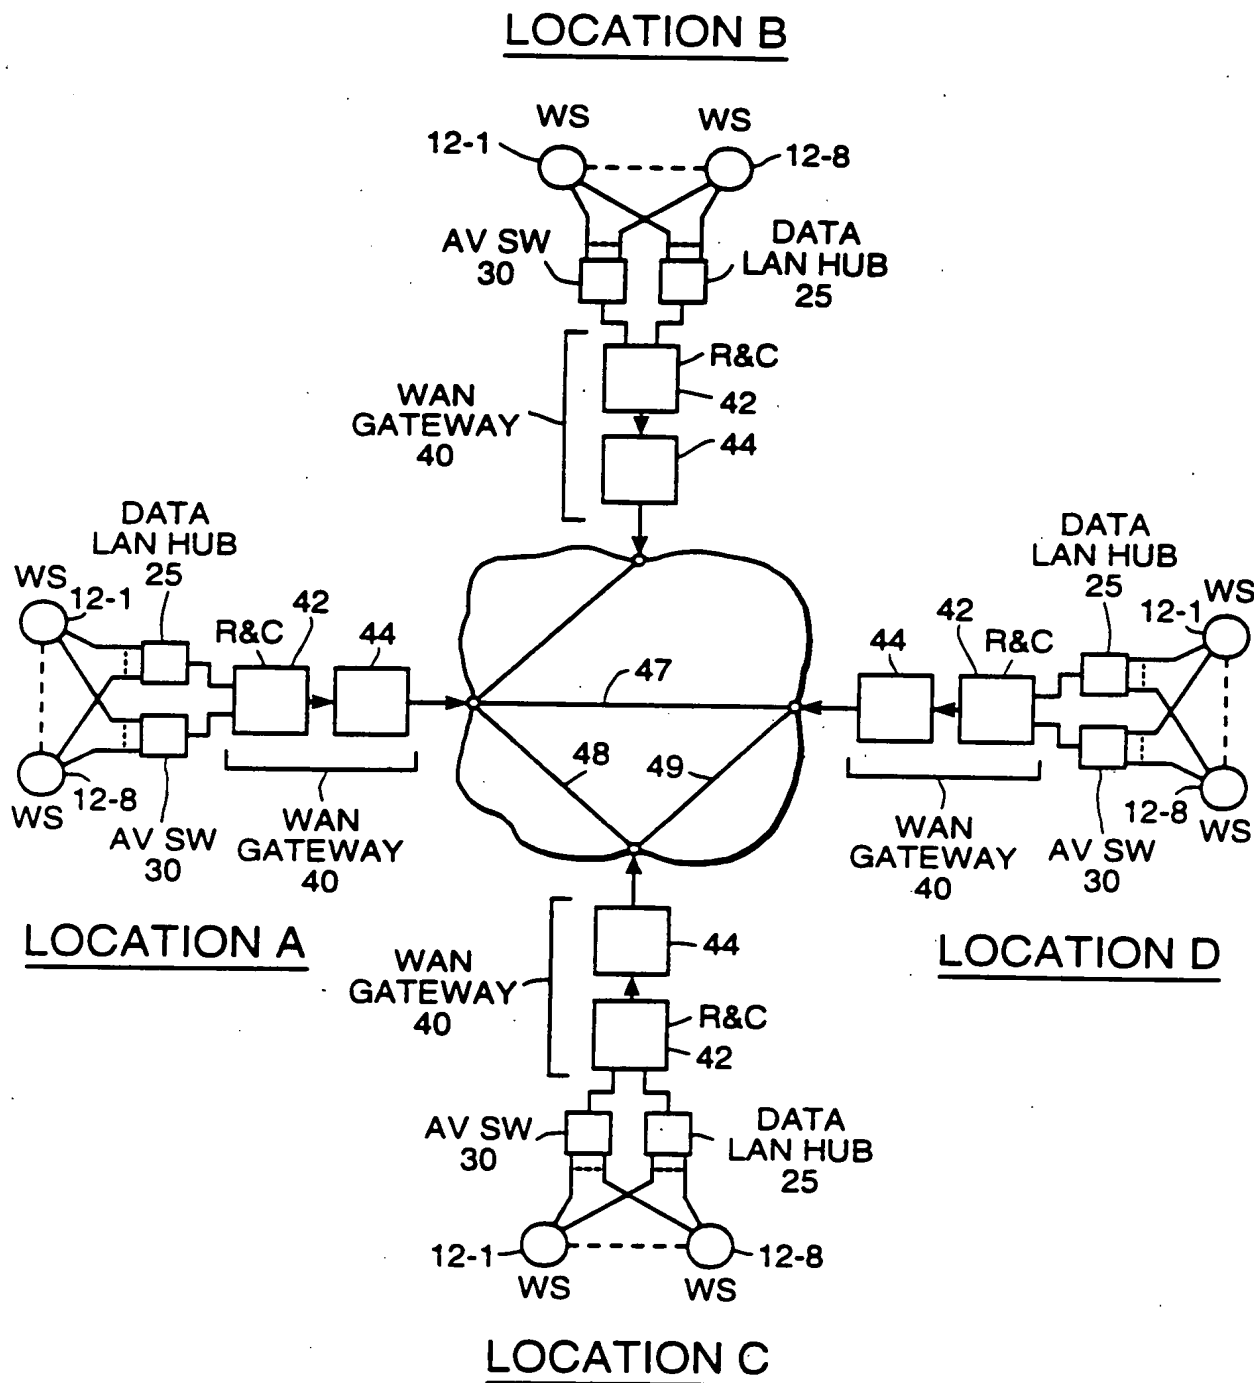 LOCATION B
WS
WS
12-1
12-8
AV SW
30
DATA
LAN HUB
25
R&C
42
WAN
GATEWAY
40
44
DATA
LAN HUB
25
WS
12-1
R&C
42
44
12-8
WS
AV SW
30
WAN
GATEWAY
40
LOCATION A
47
48
49
DATA
LAN HUB
25
WS
12-1
44
42
R&C
12-8
WS
WAN
GATEWAY
40
AV SW
30
LOCATION D
44
WAN
GATEWAY
40
R&C
42
AV SW
30
DATA
LAN HUB
25
12-1
12-8
WS
WS
LOCATION C